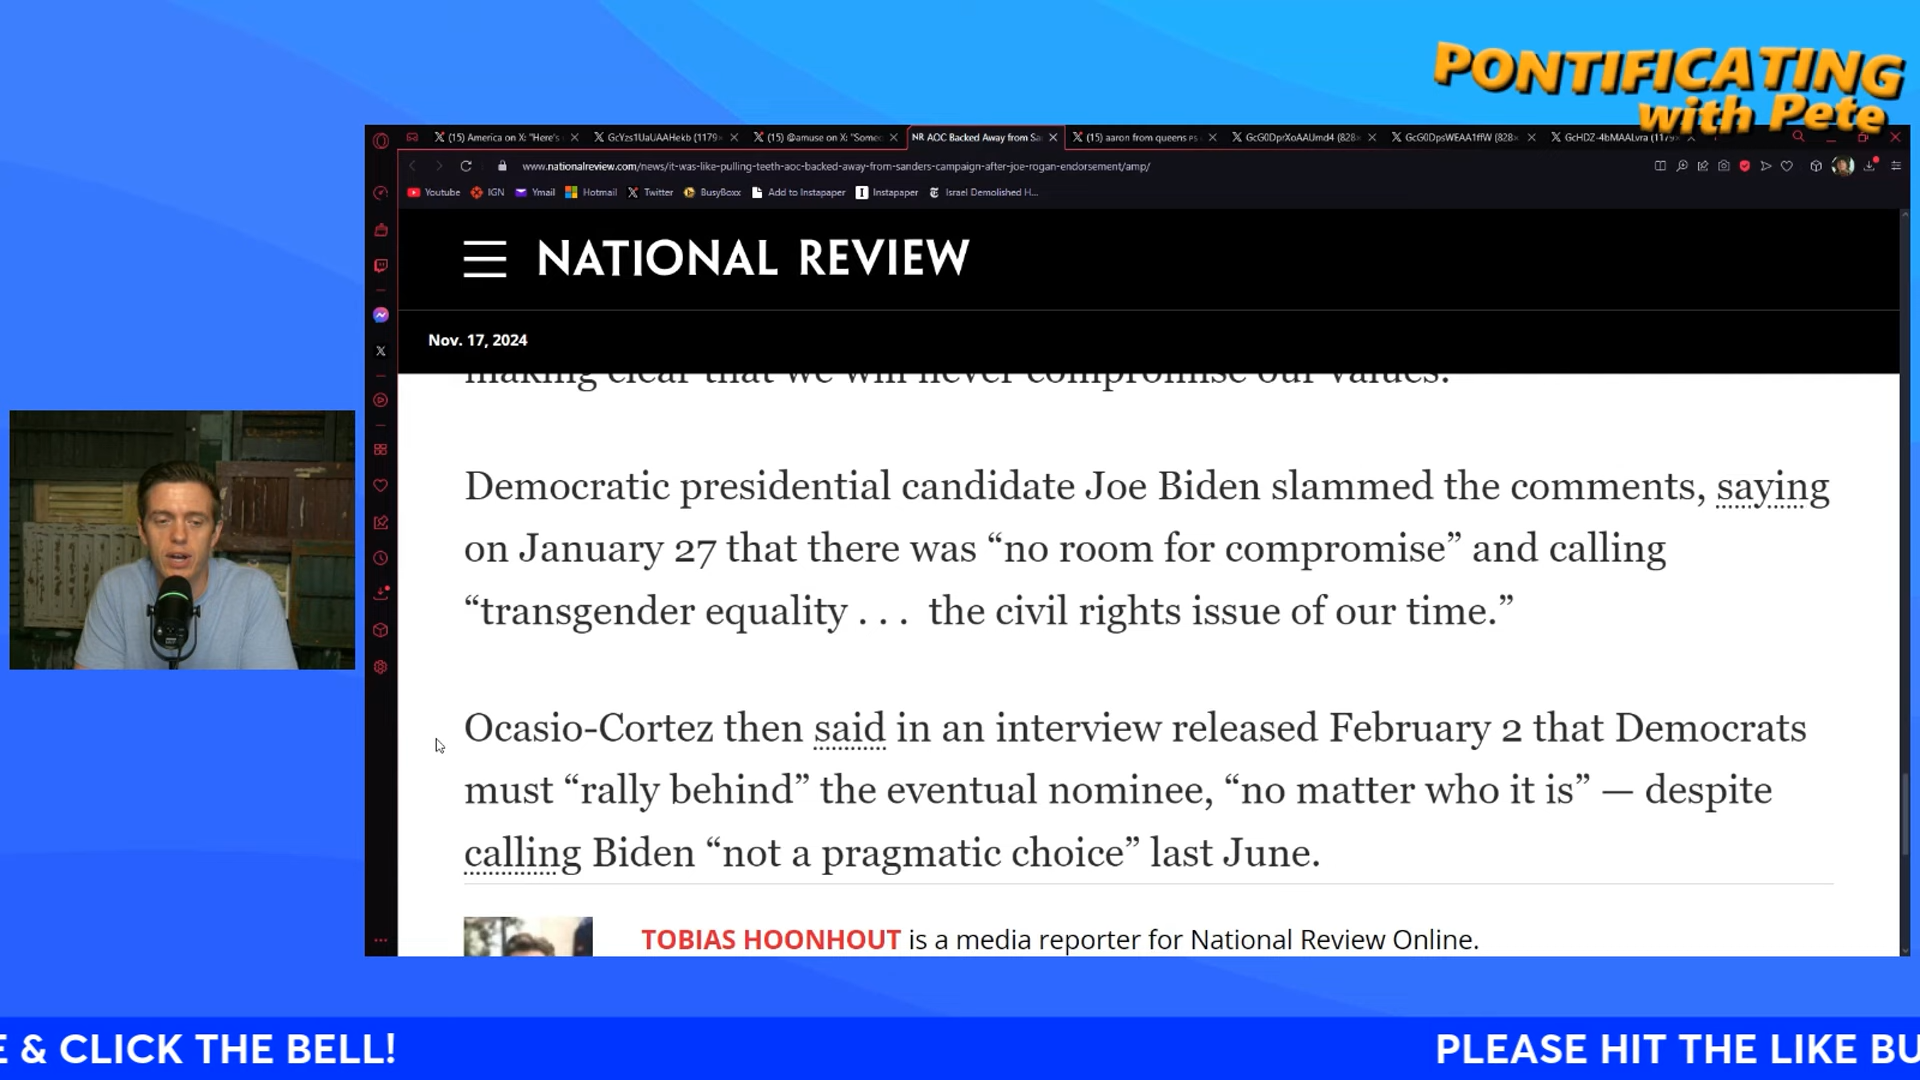 PONTIFICATING
with Pete
(15) America on X: "Here's
GcYzs1UaUAAHekb (1179×
(15) @amuse on X: "Someo
NR AOC Backed Away from Sa
(15) aaron from queens
GcG0DprXoAAUmd4 (828×
GcG0DpsWEAA1ffW (828×
GcHDZ-4bMAALvra (1179×
www.nationalreview.com/news/it-was-like-pulling-teeth-aoc-backed-away-from-sanders-campaign-after-joe-rogan-endorsement/amp/
Youtube IGN Ymail Hotmail Twitter BusyBoxx Add to Instapaper Instapaper Israel Demolished H...
NATIONAL REVIEW
Nov. 17, 2024
making clear that we will never compromise our values.
Democratic presidential candidate Joe Biden slammed the comments, saying
on January 27 that there was “no room for compromise” and calling
“transgender equality . . . the civil rights issue of our time.”
Ocasio-Cortez then said in an interview released February 2 that Democrats
must “rally behind” the eventual nominee, “no matter who it is” — despite
calling Biden “not a pragmatic choice” last June.
TOBIAS HOONHOUT is a media reporter for National Review Online.
E & CLICK THE BELL!
PLEASE HIT THE LIKE BU